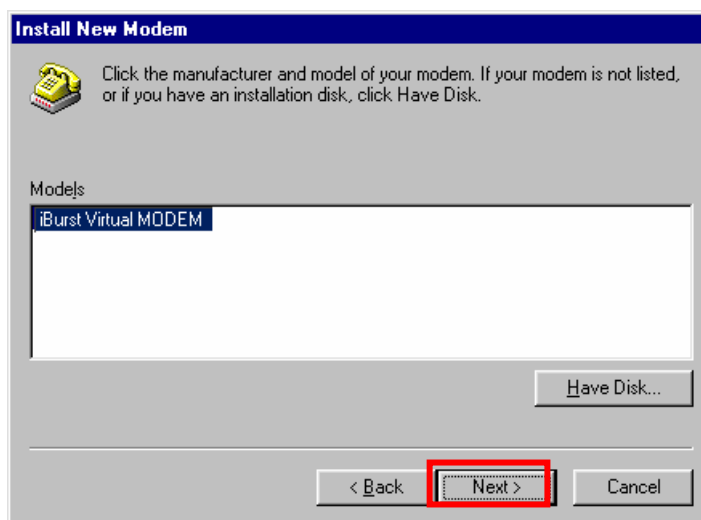 Install New Modem
Click the manufacturer and model of your modem. If your modem is not listed,
or if you have an installation disk, click Have Disk.
Models
iBurst Virtual MODEM
Have Disk...
< Back Next > Cancel